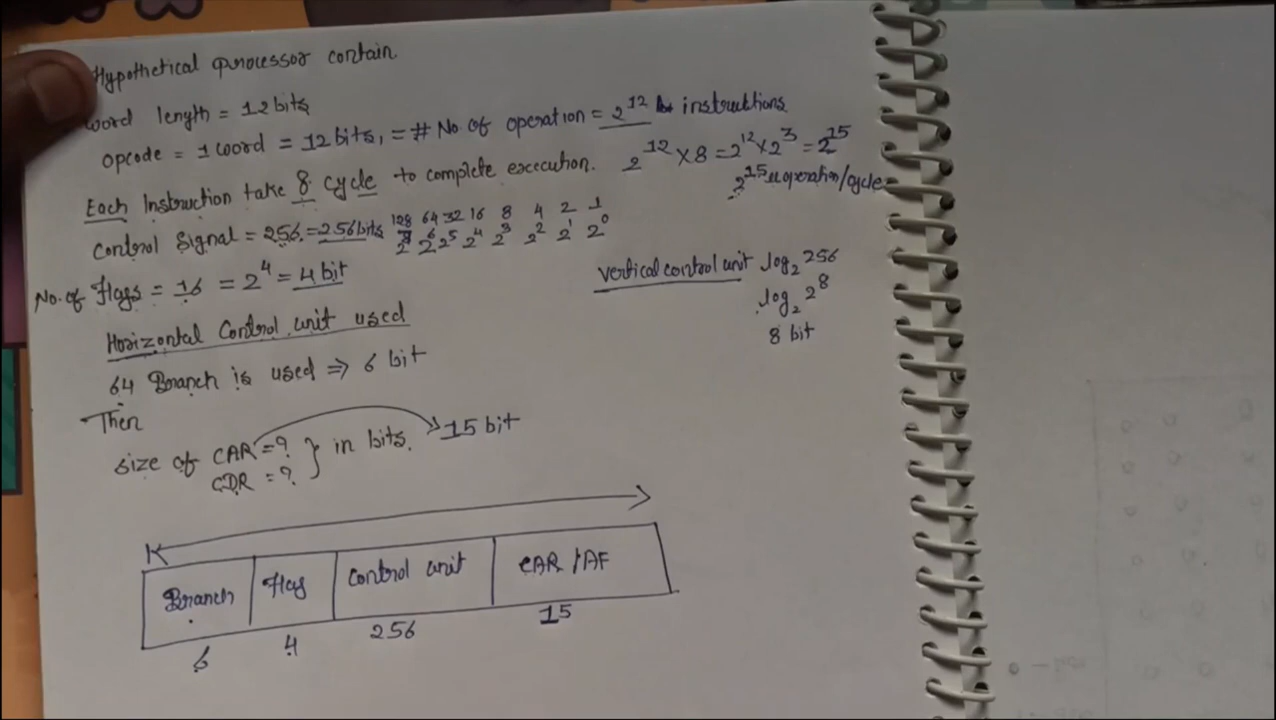 Hypothetical processor contain
word length = 12 bits
opcode = 1 word = 12 bits, = # No. of operation = 2^12 instructions
Each Instruction take 8 cycle to complete execution.
2^12 × 8 = 2^12 × 2^3 = 2^15
2^15 μoperation/cycle
Control Signal = 256 = 256 bits
128 64 32 16 8 4 2 1
2^7 2^6 2^5 2^4 2^3 2^2 2^1 2^0
No. of Flags = 16 = 2^4 = 4 bit
Vertical control unit log₂ 256
log₂ 2^8
8 bit
Horizontal Control unit used
64 Branch is used ⇒ 6 bit
Then
size of CAR = ? } in bits. 15 bit
CDR = ?
Branch Flag Control unit CAR / AF
6 4 256 15